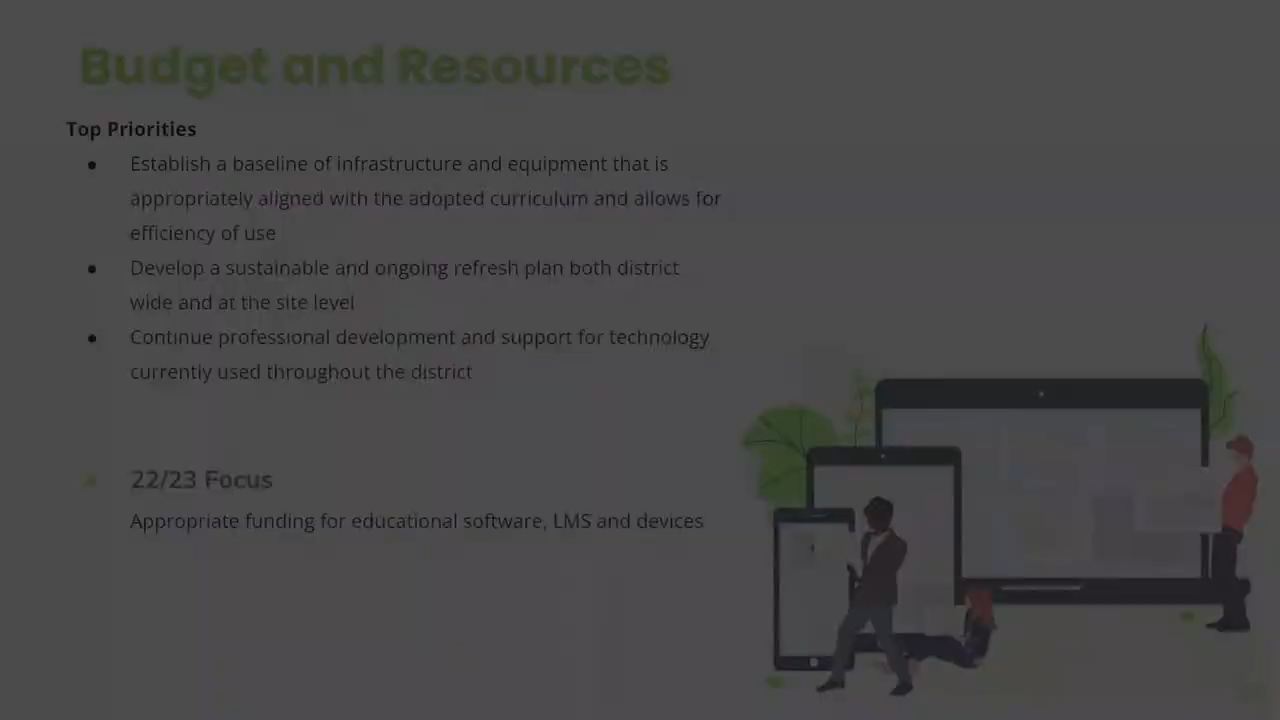 Budget and Resources
Top Priorities
● Establish a baseline of infrastructure and equipment that is
appropriately aligned with the adopted curriculum and allows for
efficiency of use
● Develop a sustainable and ongoing refresh plan both district
wide and at the site level
● Continue professional development and support for technology
currently used throughout the district
22/23 Focus
Appropriate funding for educational software, LMS and devices